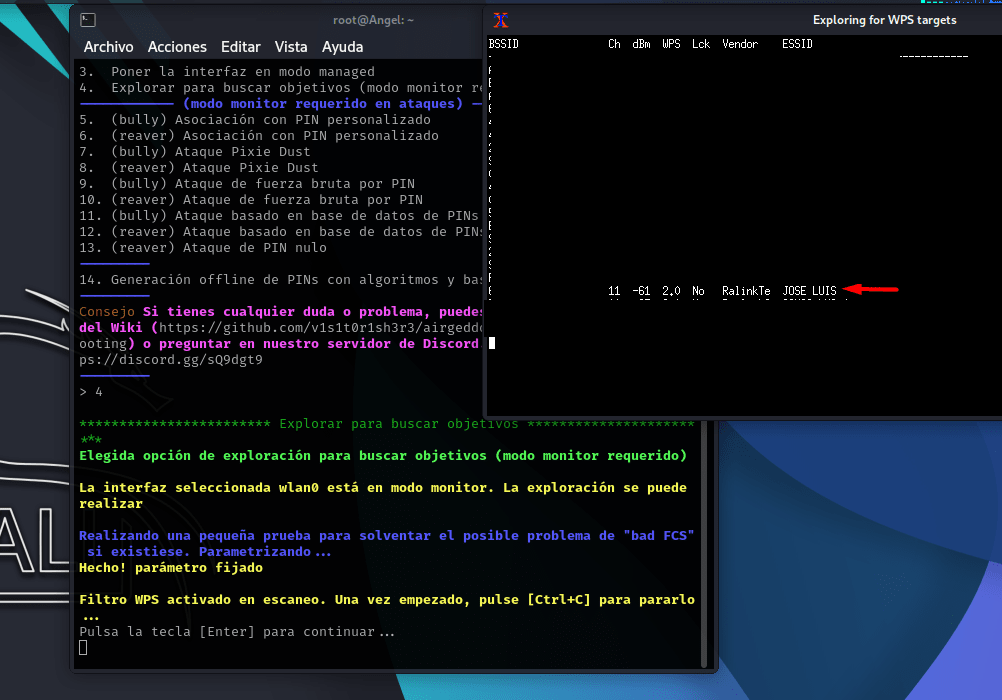 root@Angel: ~
Archivo Acciones Editar Vista Ayuda
3. Poner la interfaz en modo managed
4. Explorar para buscar objetivos (modo monitor re
(modo monitor requerido en ataques)
5. (bully) Asociación con PIN personalizado
6. (reaver) Asociación con PIN personalizado
7. (bully) Ataque Pixie Dust
8. (reaver) Ataque Pixie Dust
9. (bully) Ataque de fuerza bruta por PIN
10. (reaver) Ataque de fuerza bruta por PIN
11. (bully) Ataque basado en base de datos de PINs
12. (reaver) Ataque basado en base de datos de PINs
13. (reaver) Ataque de PIN nulo
14. Generación offline de PINs con algoritmos y bas
Consejo Si tienes cualquier duda o problema, puedes
del Wiki (https://github.com/v1s1t0r1sh3r3/airgeddo
ooting) o preguntar en nuestro servidor de Discord
ps://discord.gg/sQ9dgt9
> 4
************************ Explorar para buscar objetivos *********************
***
Elegida opción de exploración para buscar objetivos (modo monitor requerido)
La interfaz seleccionada wlan0 está en modo monitor. La exploración se puede
realizar
Realizando una pequeña prueba para solventar el posible problema de "bad FCS"
si existiese. Parametrizando...
Hecho! parámetro fijado
Filtro WPS activado en escaneo. Una vez empezado, pulse [Ctrl+C] para pararlo
...
Pulsa la tecla [Enter] para continuar...
Exploring for WPS targets
BSSID Ch dBm WPS Lck Vendor ESSID
11 -61 2.0 No RalinkTe JOSE LUIS